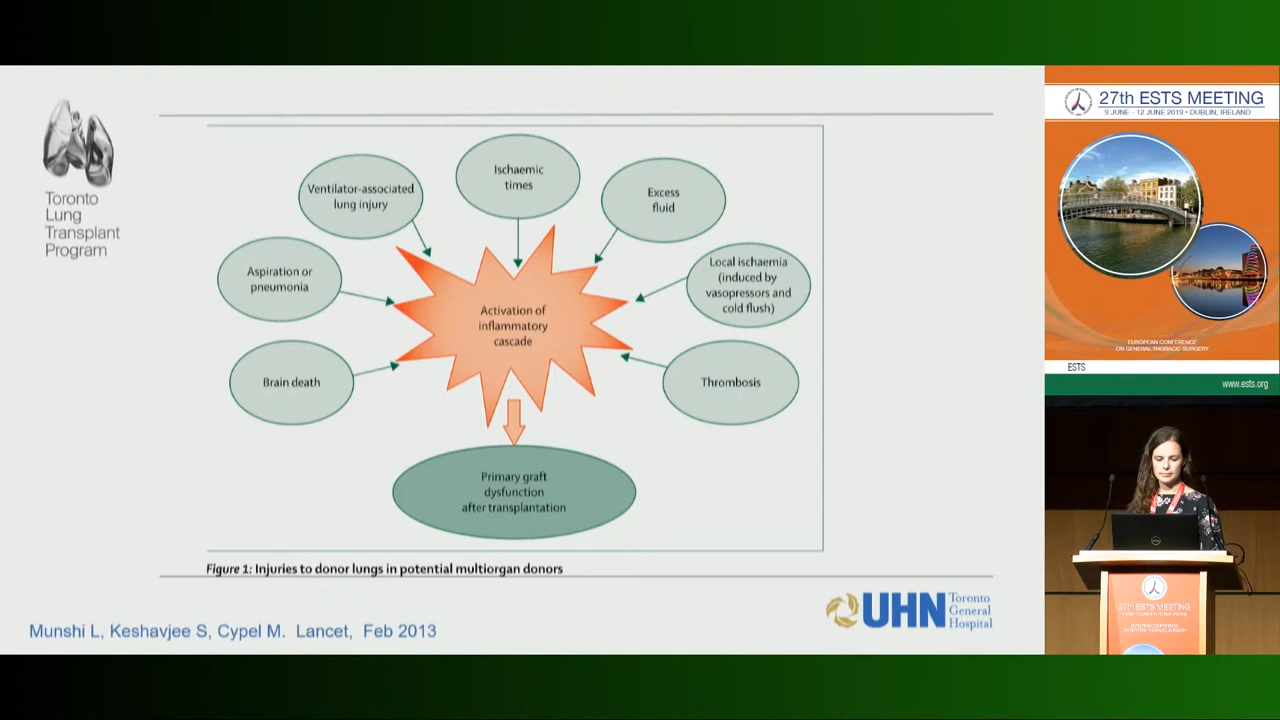 Toronto
Lung
Transplant
Program
Ventilator-associated
lung injury
Ischaemic
times
Excess
fluid
Aspiration or
pneumonia
Local ischaemia
(induced by
vasopressors and
cold flush)
Activation of
inflammatory
cascade
Brain death
Thrombosis
Primary graft
dysfunction
after transplantation
Figure 1: Injuries to donor lungs in potential multiorgan donors
UHN
Toronto
General
Hospital
Munshi L, Keshavjee S, Cypel M. Lancet, Feb 2013
27th ESTS MEETING
9 JUNE - 12 JUNE 2019 • DUBLIN, IRELAND
EUROPEAN CONFERENCE
ON GENERAL THORACIC SURGERY
ESTS
www.ests.org
27th ESTS MEETING